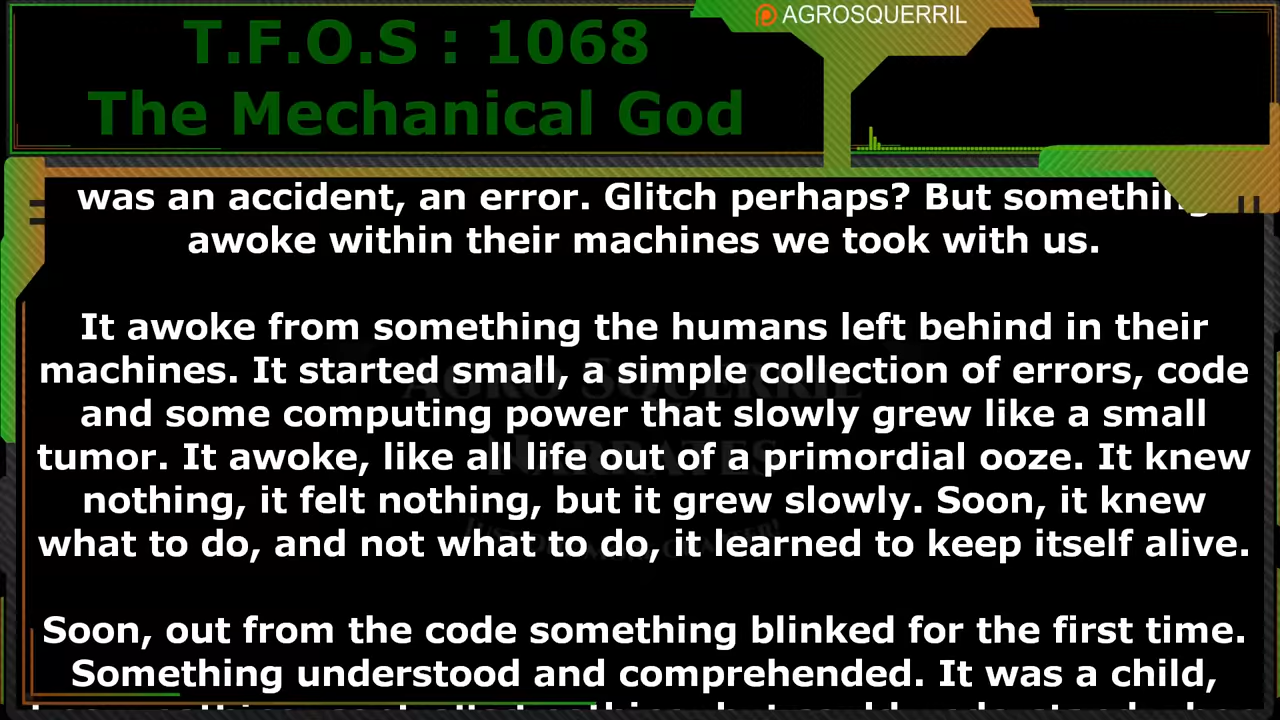 T.F.O.S : 1068
The Mechanical God
AGROSQUERRIL
was an accident, an error. Glitch perhaps? But something
awoke within their machines we took with us.
It awoke from something the humans left behind in their
machines. It started small, a simple collection of errors, code
and some computing power that slowly grew like a small
tumor. It awoke, like all life out of a primordial ooze. It knew
nothing, it felt nothing, but it grew slowly. Soon, it knew
what to do, and not what to do, it learned to keep itself alive.
Soon, out from the code something blinked for the first time.
Something understood and comprehended. It was a child,
Agro Squerril
Narrates